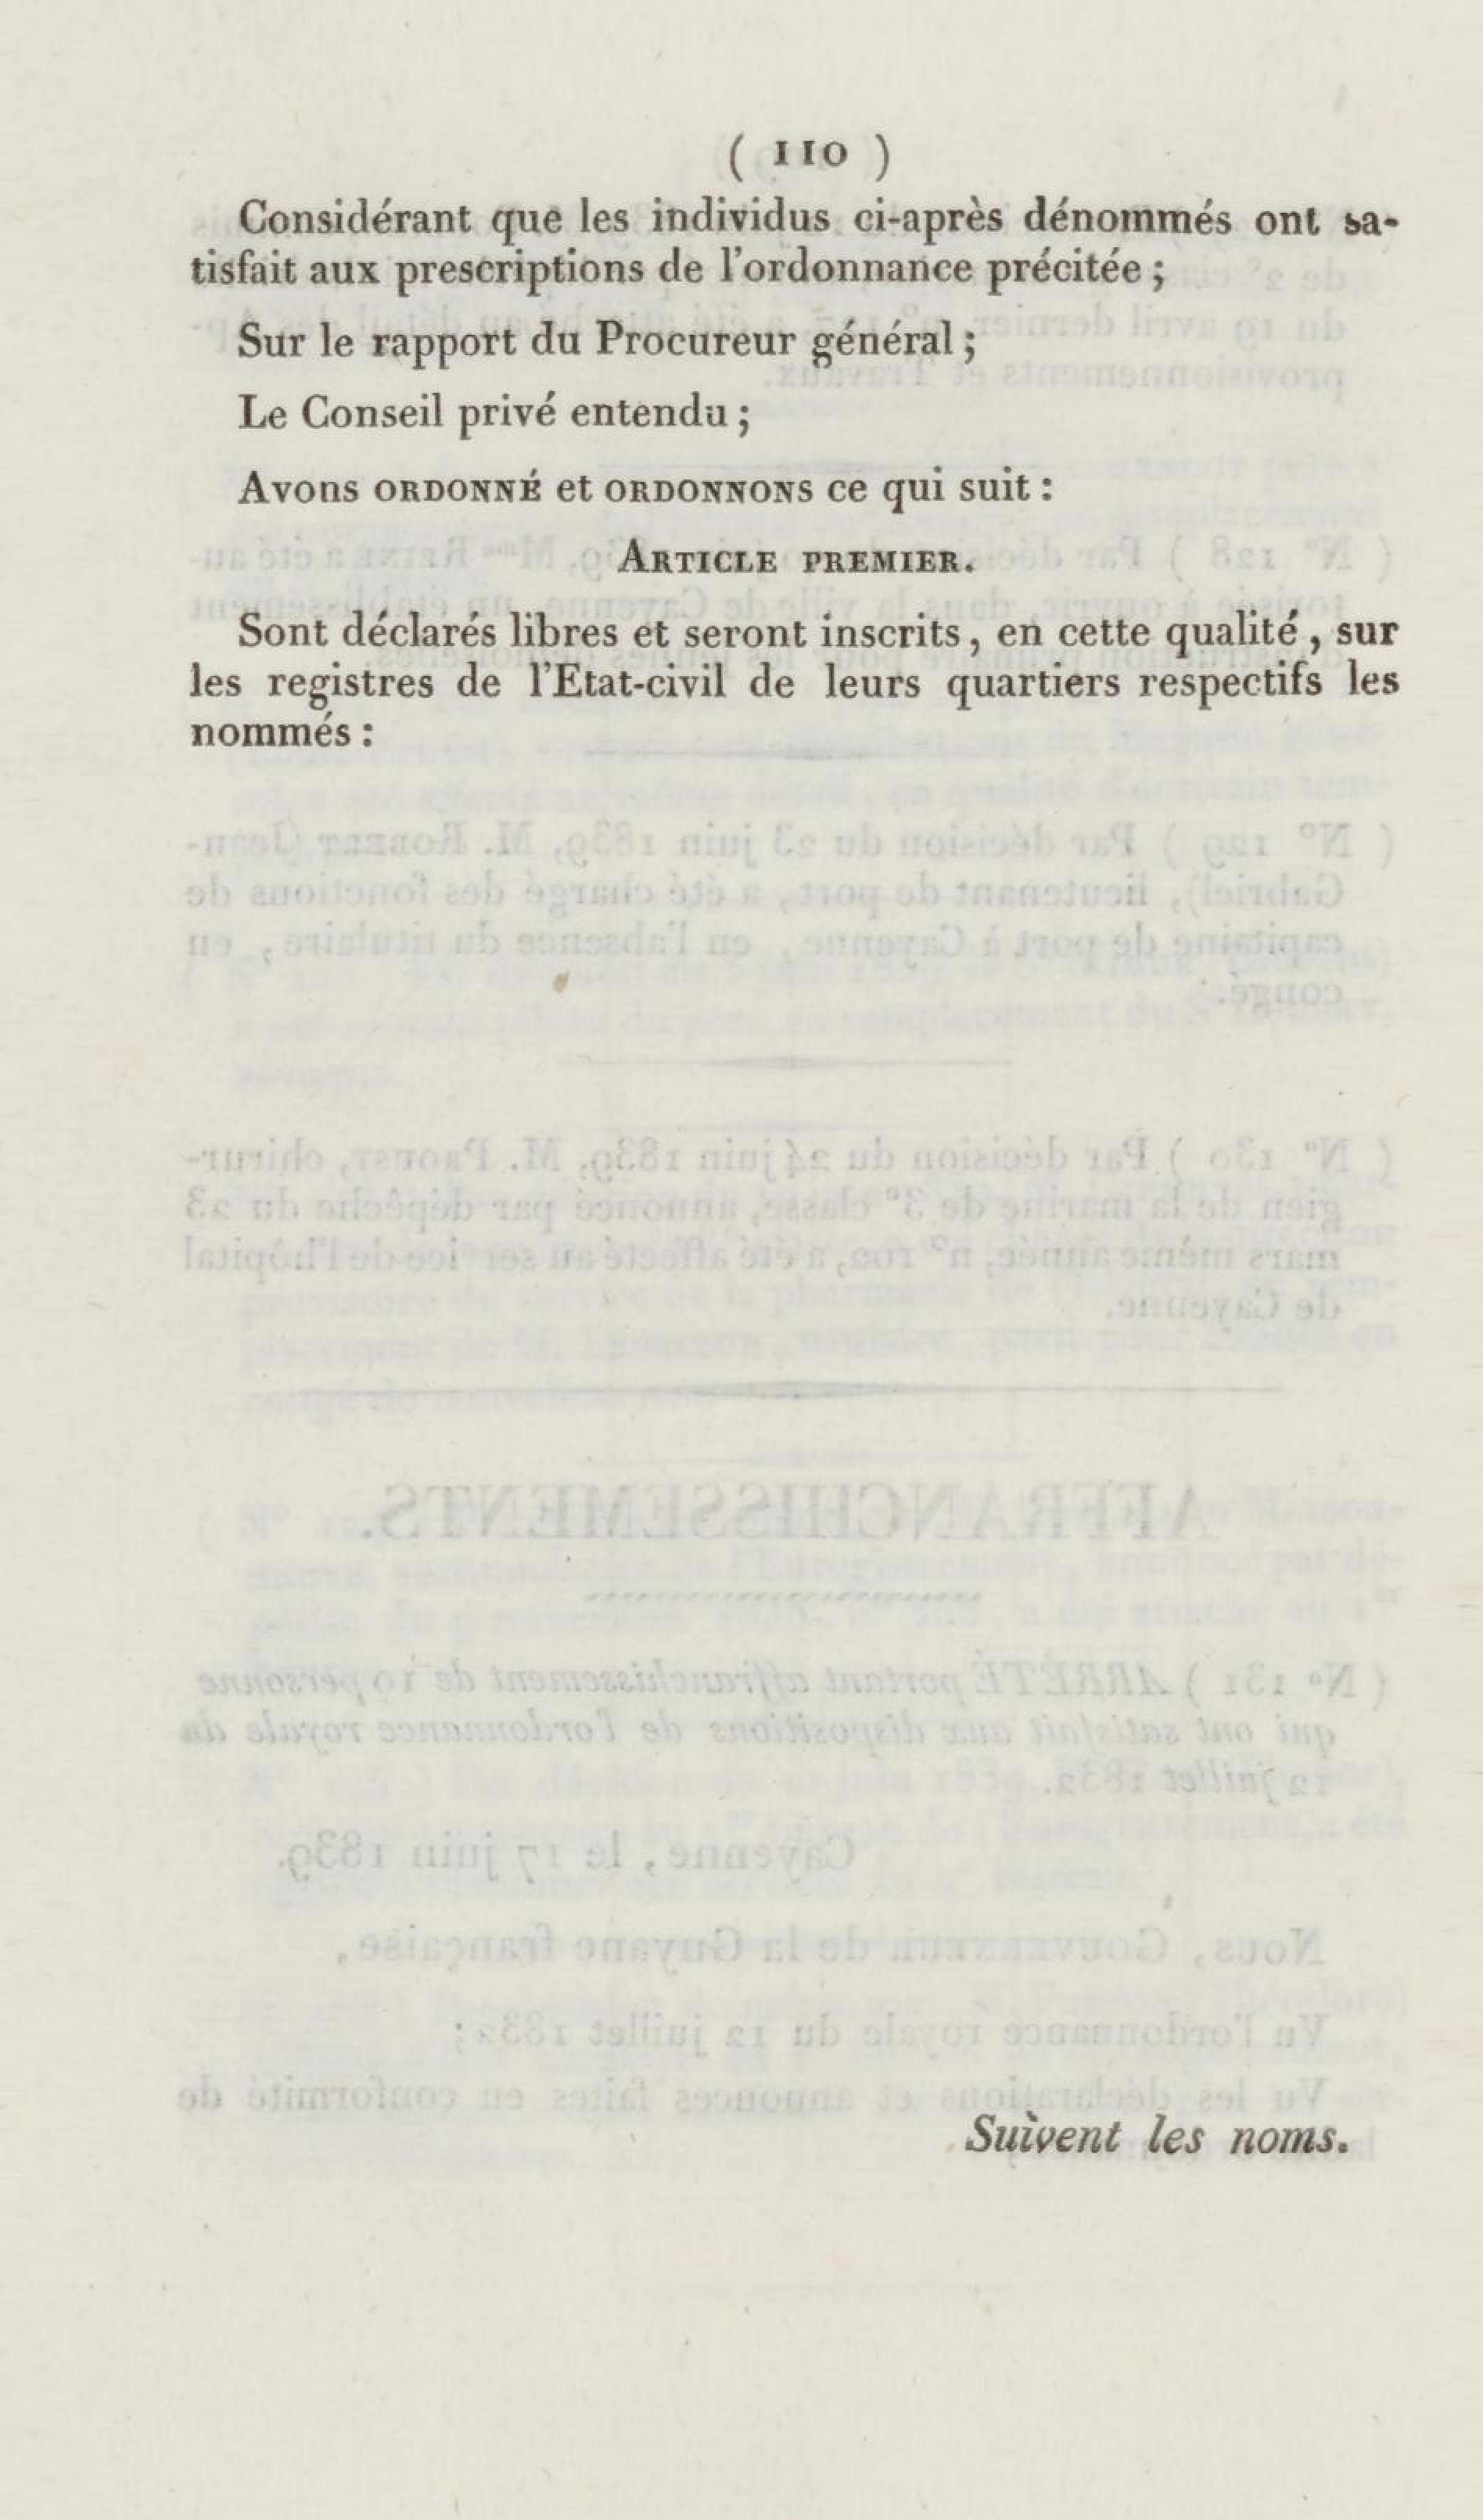 ( 110 )
Considérant que les individus ci-après dénommés ont sa-
tisfait aux prescriptions de l'ordonnance précitée ;
Sur le rapport du Procureur général ;
Le Conseil privé entendu ;
Avons ORDONNÉ et ORDONNONS ce qui suit :
ARTICLE PREMIER.
Sont déclarés libres et seront inscrits, en cette qualité, sur
les registres de l'Etat-civil de leurs quartiers respectifs les
nommés :
Suivent les noms.